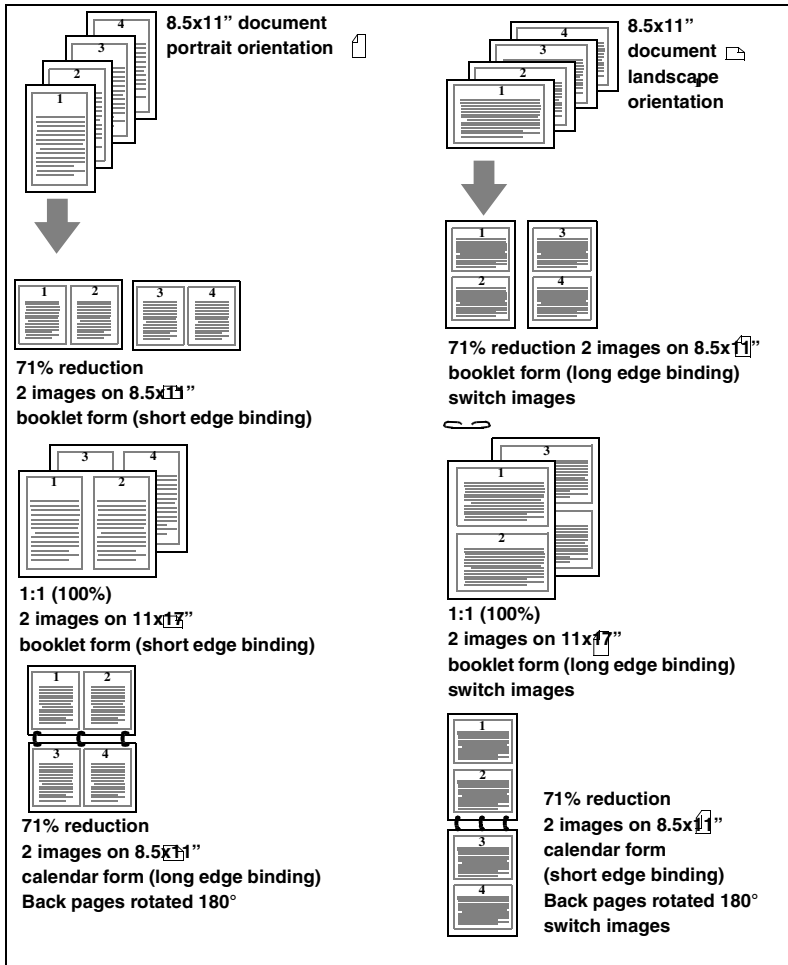 4
3
2
1
8.5x11” document
portrait orientation
1 2 3 4
71% reduction
2 images on 8.5x11”
booklet form (short edge binding)
3 4
1 2
1:1 (100%)
2 images on 11x17”
booklet form (short edge binding)
1 2
3 4
71% reduction
2 images on 8.5x11”
calendar form (long edge binding)
Back pages rotated 180°
4
3
2
1
8.5x11”
document
landscape
orientation
1 3
2 4
71% reduction 2 images on 8.5x11”
booklet form (long edge binding)
switch images
3
1
2
1:1 (100%)
2 images on 11x17”
booklet form (long edge binding)
switch images
1
2
3
4
71% reduction
2 images on 8.5x11”
calendar form
(short edge binding)
Back pages rotated 180°
switch images